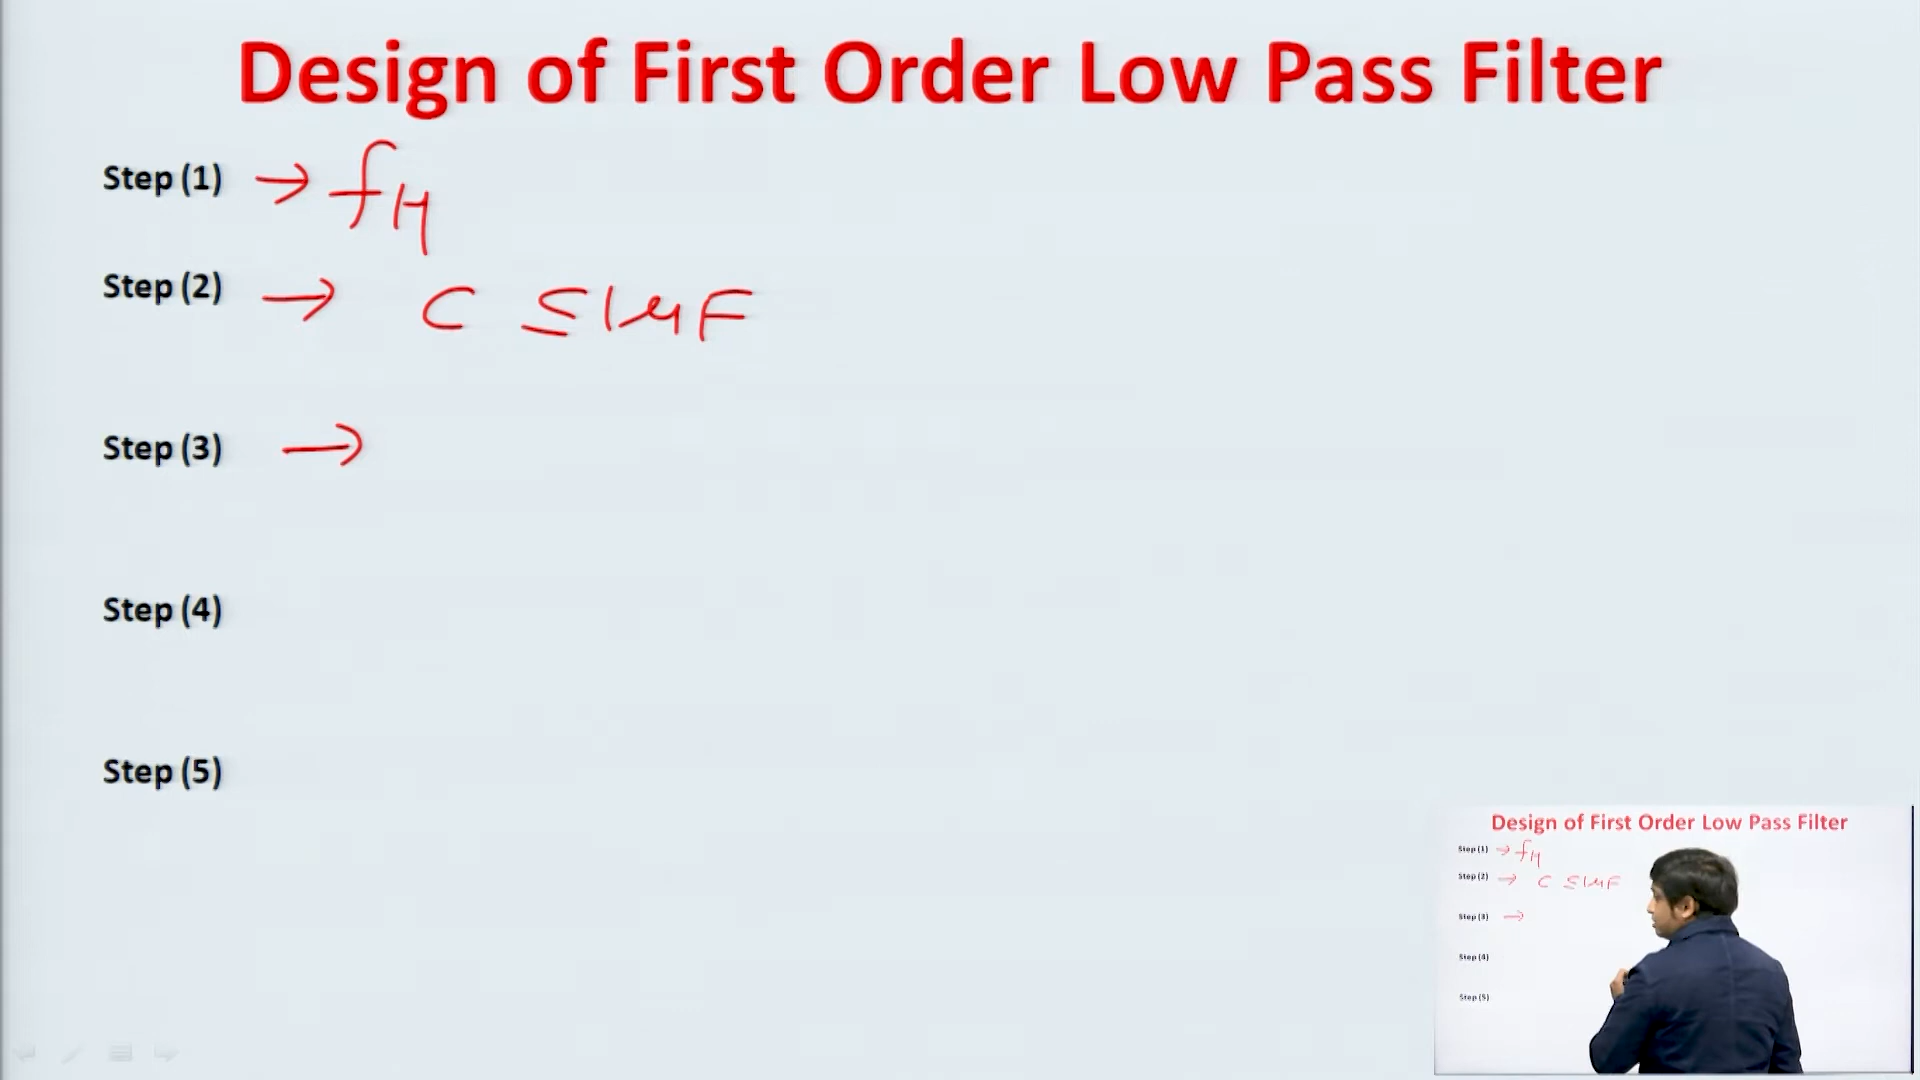 Design of First Order Low Pass Filter
Step (1) → fH
Step (2) → C ≤ 1μF
Step (3) →
Step (4)
Step (5)
Design of First Order Low Pass Filter
Step (1) → fH
Step (2) → C ≤ 1μF
Step (3) →
Step (4)
Step (5)